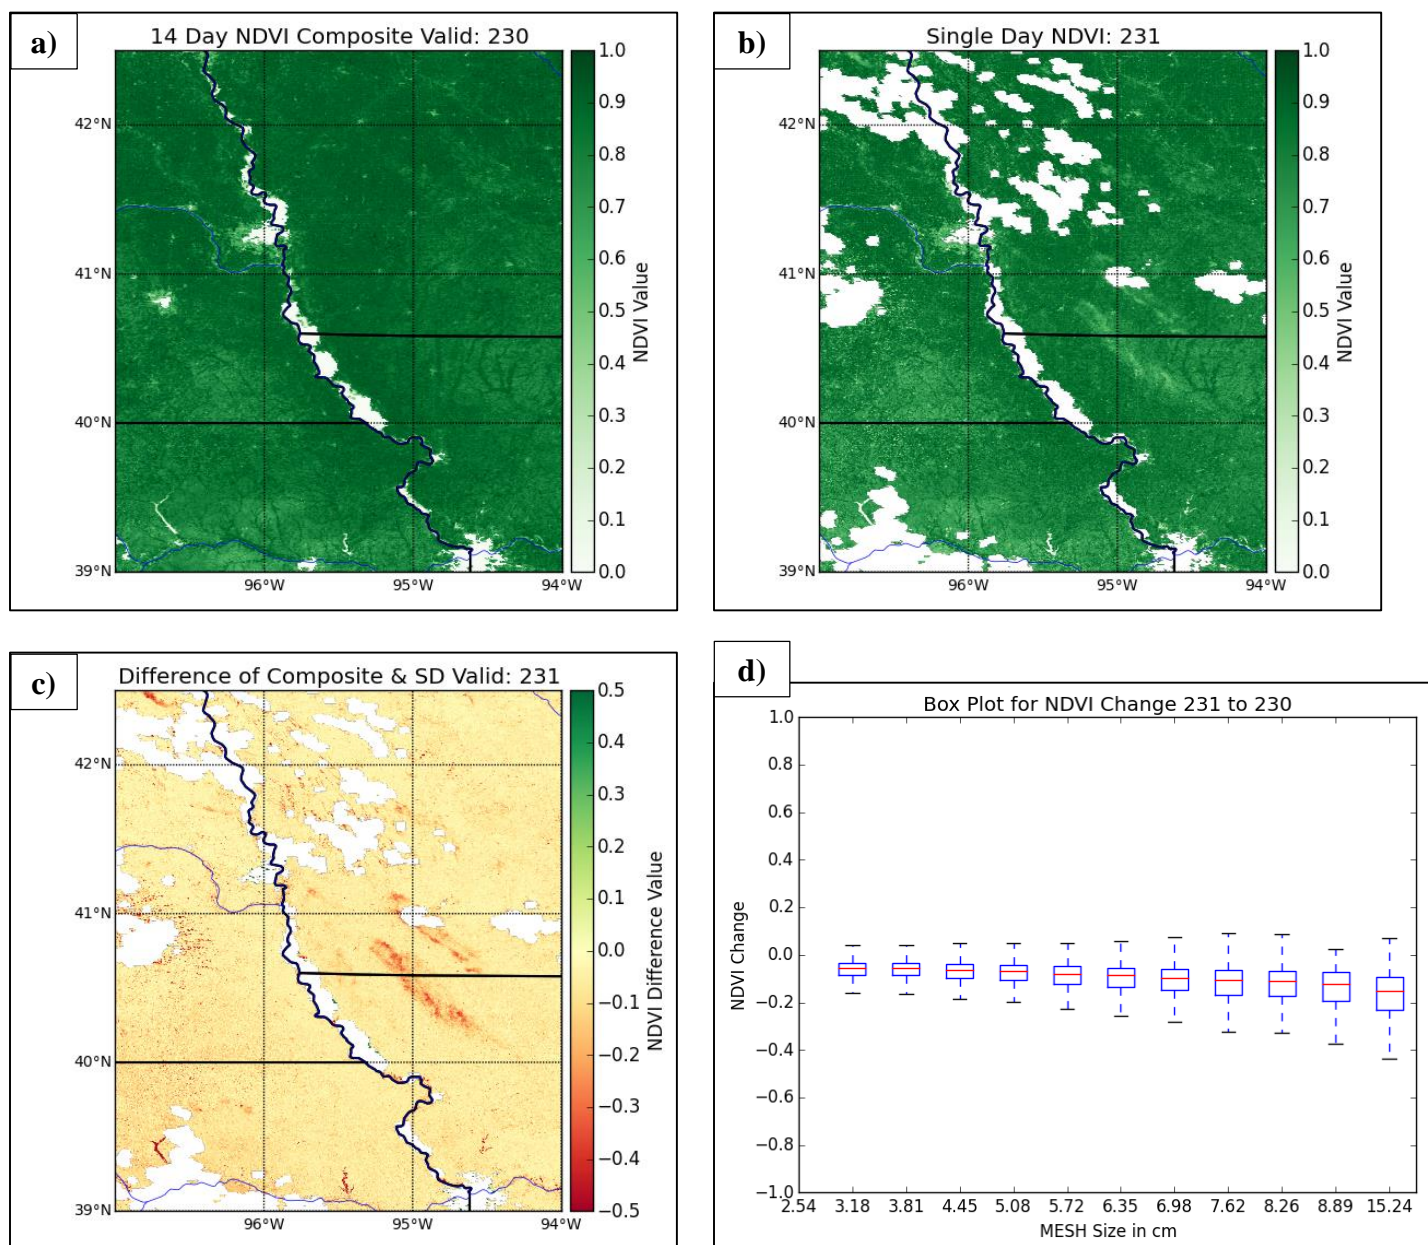 a)
14 Day NDVI Composite Valid: 230
42°N
41°N
40°N
39°N
96°W
95°W
94°W
1.0
0.9
0.8
0.7
0.6
0.5
0.4
0.3
0.2
0.1
0.0
NDVI Value
b)
Single Day NDVI: 231
42°N
41°N
40°N
39°N
96°W
95°W
94°W
1.0
0.9
0.8
0.7
0.6
0.5
0.4
0.3
0.2
0.1
0.0
NDVI Value
c)
Difference of Composite & SD Valid: 231
42°N
41°N
40°N
39°N
96°W
95°W
94°W
0.5
0.4
0.3
0.2
0.1
0.0
−0.1
−0.2
−0.3
−0.4
−0.5
NDVI Difference Value
d)
Box Plot for NDVI Change 231 to 230
1.0
0.8
0.6
0.4
0.2
0.0
−0.2
−0.4
−0.6
−0.8
−1.0
NDVI Change
2.54 3.18 3.81 4.45 5.08 5.72 6.35 6.98 7.62 8.26 8.89 15.24
MESH Size in cm